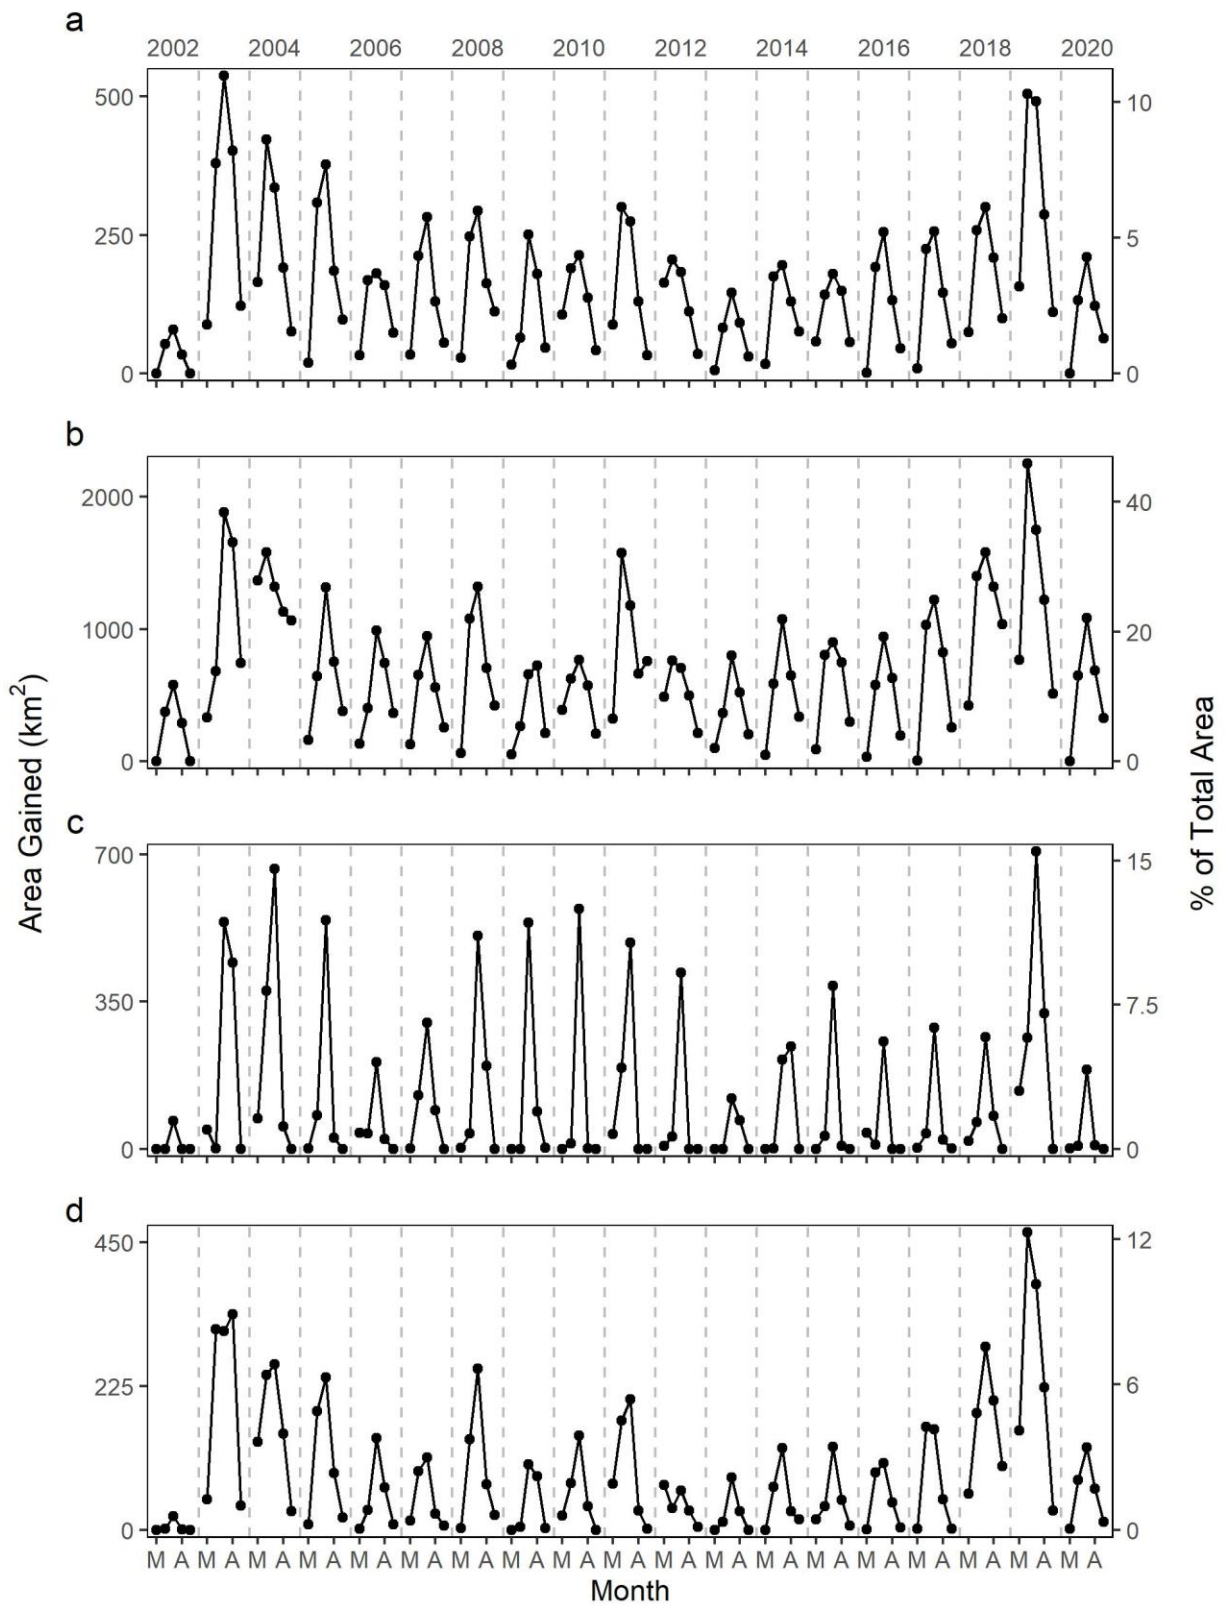 a
2002 2004 2006 2008 2010 2012 2014 2016 2018 2020
500
250
0
10
5
0
b
2000
1000
0
40
20
0
c
700
350
0
15
7.5
0
d
450
225
0
12
6
0
Area Gained (km²)
% of Total Area
M A M A M A M A M A M A M A M A M A M A M A M A M A M A M A M A M A M A M A
Month